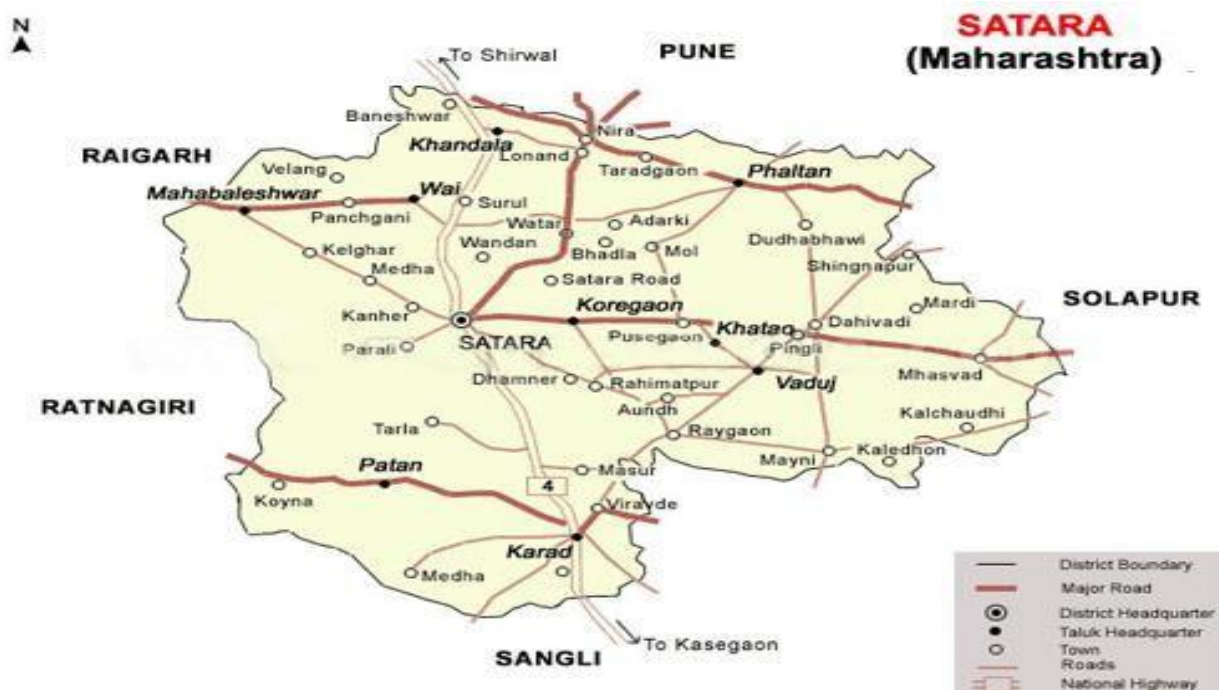 SATARA
(Maharashtra)
N
To Shirwal
PUNE
Baneshwar
Nira
Khandala
Lonand
RAIGARH
Velang
Taradgaon
Phaltan
Mahabaleshwar
Wai
Panchgani
Surul
Watar
Adarki
Wandan
Bhadla
Mol
Dudhabhawi
Kelghar
Medha
Satara Road
Shingnapur
Mardi
SOLAPUR
Kanher
Koregaon
Khatao
Dahivadi
Parali
SATARA
Pusegaon
Pingli
Mhasvad
Dhamner
Rahimatpur
Vaduj
RATNAGIRI
Aundh
Kalchaudhi
Tarla
Raygaon
Mayni
Kaledhon
Patan
Masur
Koyna
4
Virayde
Karad
Medha
To Kasegaon
SANGLI
District Boundary
Major Road
District Headquarter
Taluk Headquarter
Town
Roads
National Highway